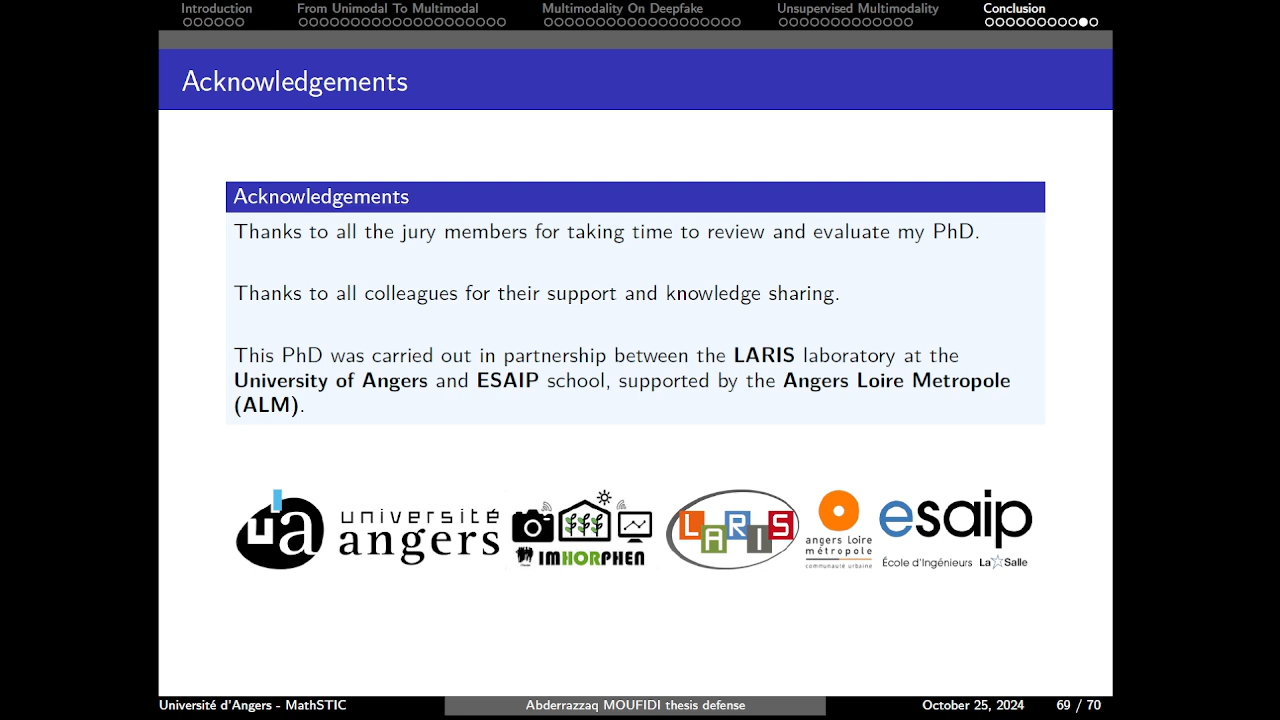 Introduction From Unimodal To Multimodal Multimodality On Deepfake Unsupervised Multimodality Conclusion
Acknowledgements
Acknowledgements
Thanks to all the jury members for taking time to review and evaluate my PhD.
Thanks to all colleagues for their support and knowledge sharing.
This PhD was carried out in partnership between the LARIS laboratory at the
University of Angers and ESAIP school, supported by the Angers Loire Metropole
(ALM).
ua université
angers
IMHORPHEN
LARIS
angers loire
métropole
communauté urbaine
esaip
École d'Ingénieurs La Salle
Université d'Angers - MathSTIC Abderrazzaq MOUFIDI thesis defense October 25, 2024 69 / 70